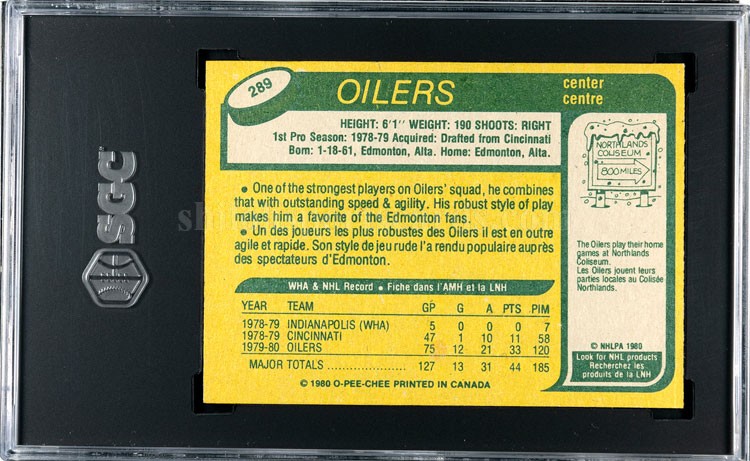 SGC
289
OILERS
center
centre
HEIGHT: 6'1'' WEIGHT: 190 SHOOTS: RIGHT
1st Pro Season: 1978-79 Acquired: Drafted from Cincinnati
Born: 1-18-61, Edmonton, Alta. Home: Edmonton, Alta.
• One of the strongest players on Oilers' squad, he combines
that with outstanding speed & agility. His robust style of play
makes him a favorite of the Edmonton fans.
• Un des joueurs les plus robustes des Oilers il est en outre
agile et rapide. Son style de jeu rude l'a rendu populaire auprès
des spectateurs d'Edmonton.
WHA & NHL Record • Fiche dans l'AMH et la LNH
YEAR TEAM GP G A PTS PIM
1978-79 INDIANAPOLIS (WHA) 5 0 0 0 7
1978-79 CINCINNATI 47 1 10 11 58
1979-80 OILERS 75 12 21 33 120
MAJOR TOTALS ........................ 127 13 31 44 185
© 1980 O-PEE-CHEE PRINTED IN CANADA
NORTHLANDS
COLISEUM
800 MILES
The Oilers play their home
games at Northlands
Coliseum.
Les Oilers jouent leurs
parties locales au Colisée
Northlands.
© NHLPA 1980
Look for NHL products
Recherchez les
produits de la LNH